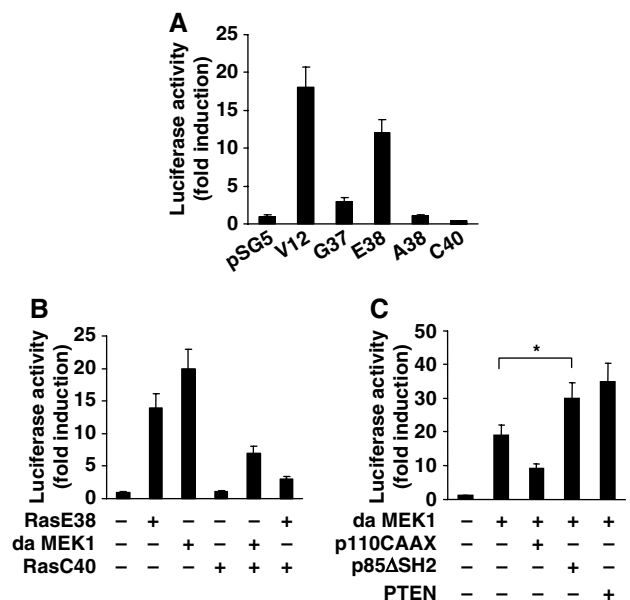 A
Luciferase activity
(fold induction)
25
20
15
10
5
0
pSG5 V12 G37 E38 A38 C40
B
Luciferase activity
(fold induction)
25
20
15
10
5
0
RasE38 – + – – – +
da MEK1 – – + – + –
RasC40 – – – + + +
C
Luciferase activity
(fold induction)
50
40
30
20
10
0
*
da MEK1 – + + + +
p110CAAX – – + – –
p85ΔSH2 – – – + –
PTEN – – – – +